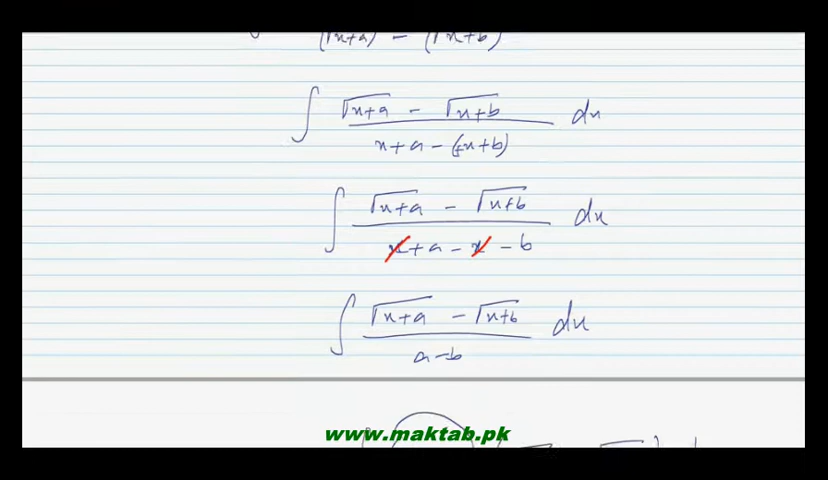 (√x+a) - (√x+b)
∫ √x+a - √x+b / x+a-(x+b) dx
∫ √x+a - √x+b / x+a-x-b dx
∫ √x+a - √x+b / a-b dx
www.maktab.pk